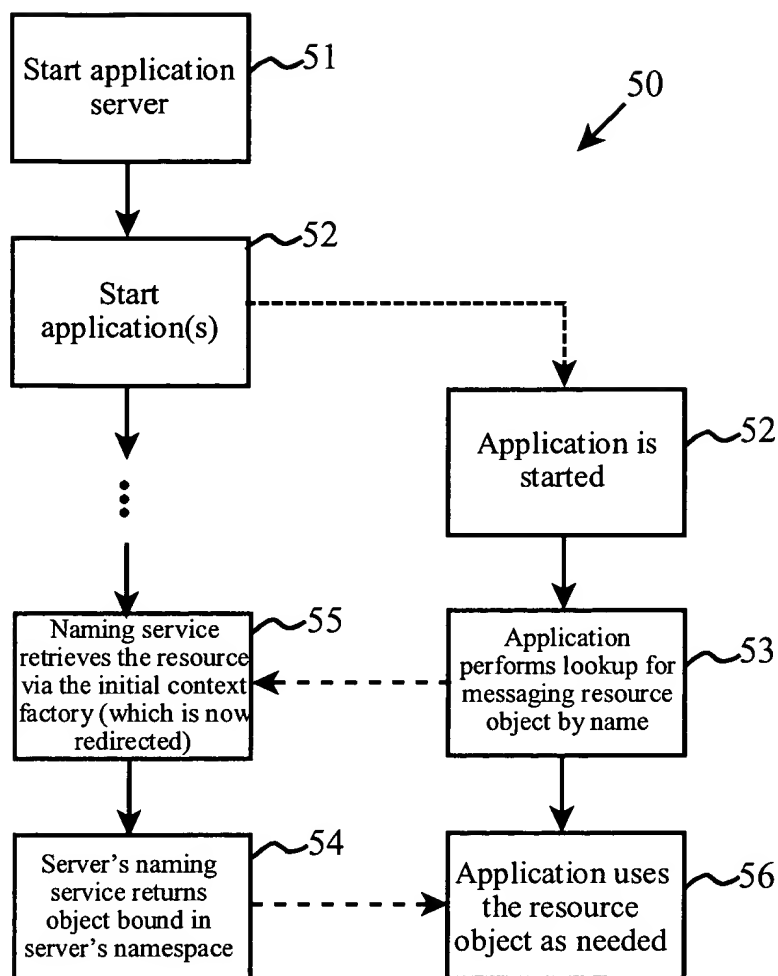 Start application
server
51
50
Start
application(s)
52
Application is
started
52
Naming service
retrieves the resource
via the initial context
factory (which is now
redirected)
55
Application
performs lookup for
messaging resource
object by name
53
Server's naming
service returns
object bound in
server's namespace
54
Application uses
the resource
object as needed
56